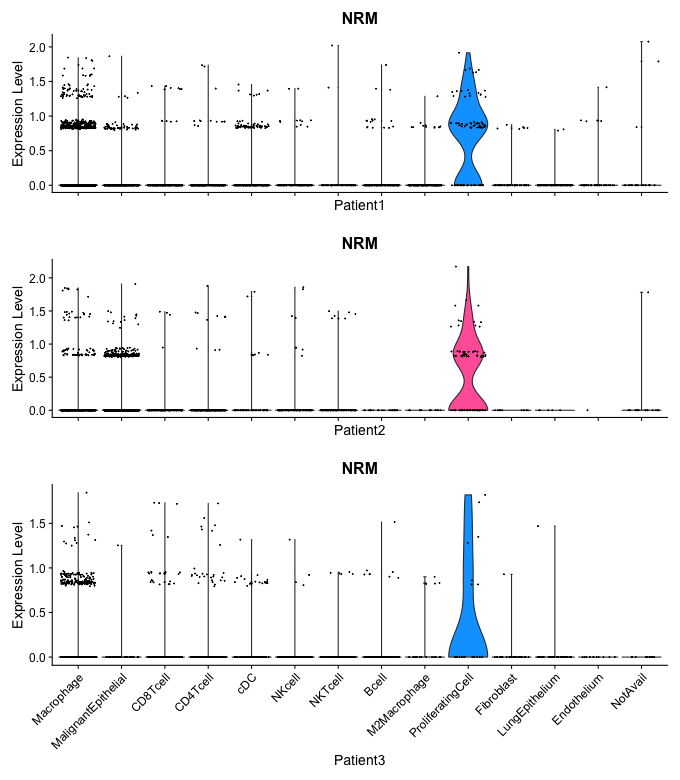 NRM
Expression Level
2.0
1.5
1.0
0.5
0.0
Patient1
NRM
Expression Level
2.0
1.5
1.0
0.5
0.0
Patient2
NRM
Expression Level
1.5
1.0
0.5
0.0
Macrophage
MalignantEpithelial
CD8Tcell
CD4Tcell
cDC
NKcell
NKTcell
Bcell
M2Macrophage
ProliferatingCell
Fibroblast
LungEpithelium
Endothelium
NotAvail
Patient3